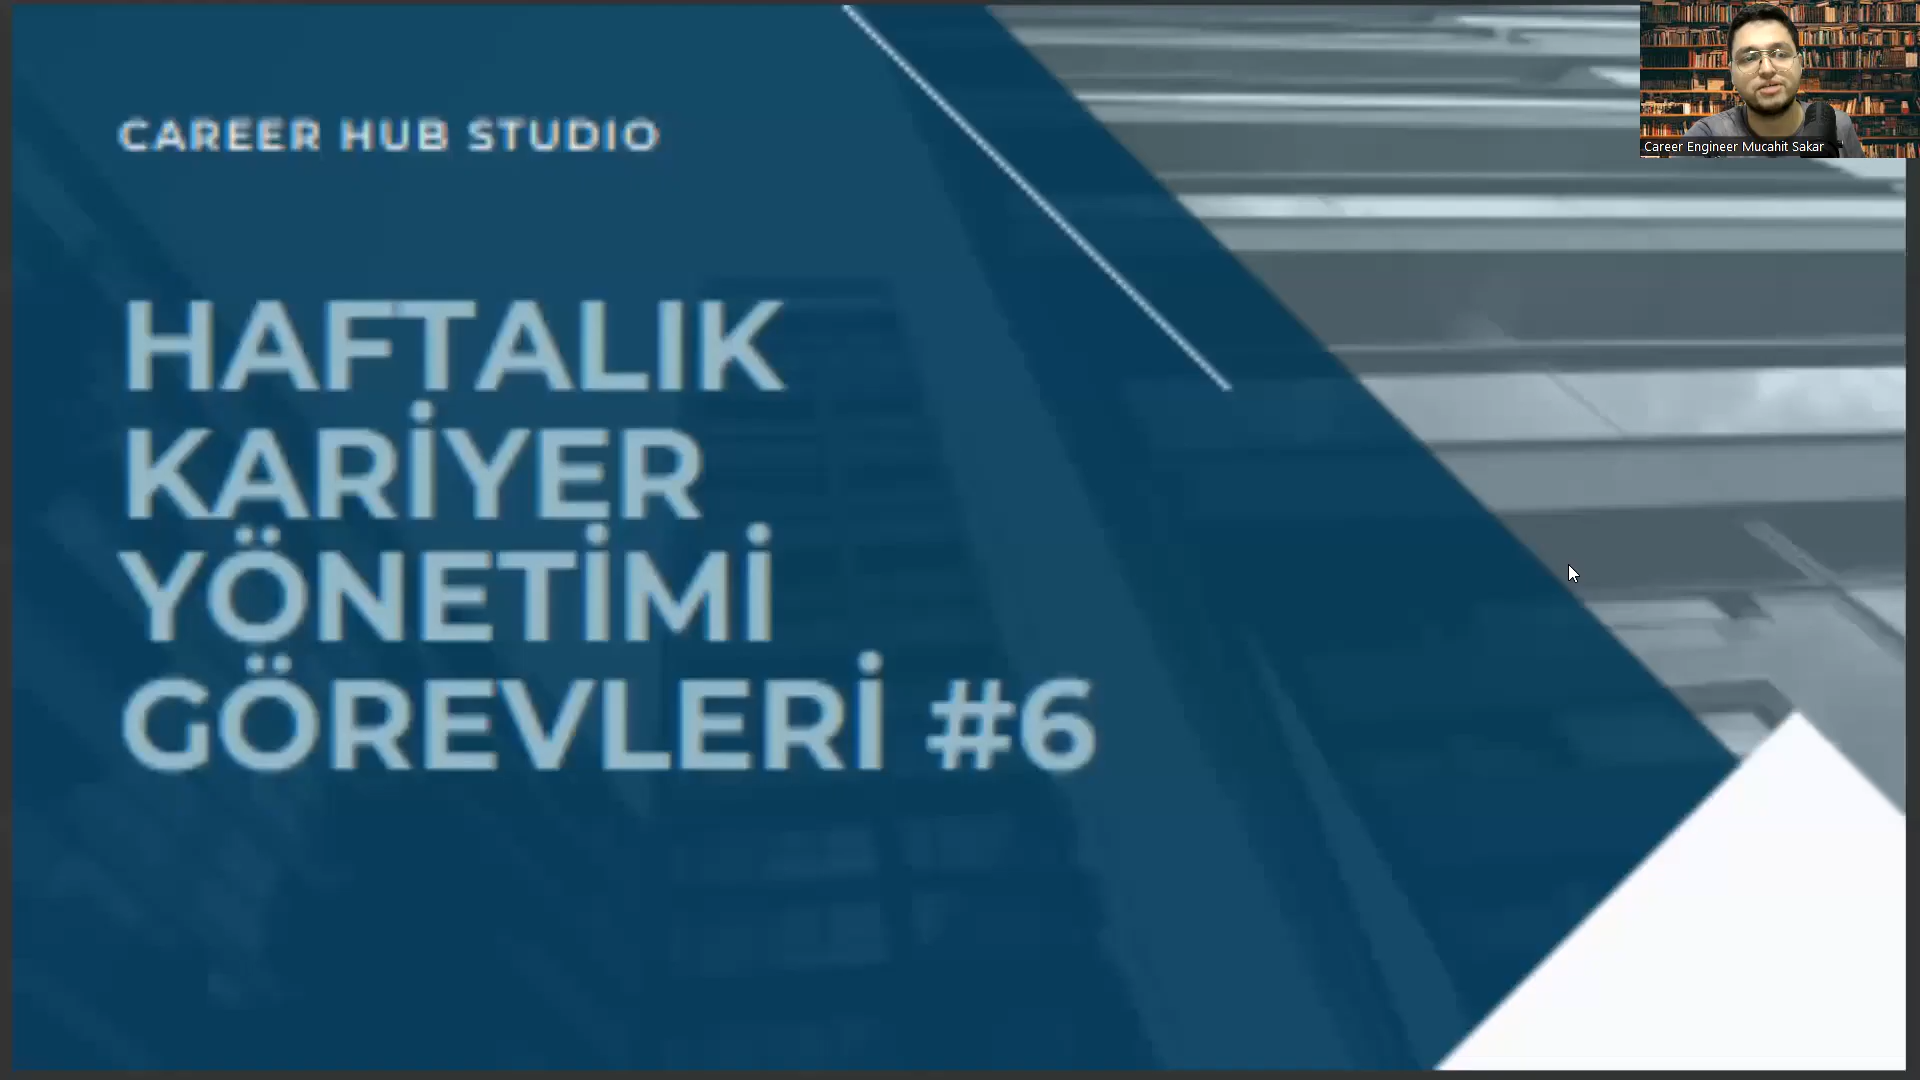 CAREER HUB STUDIO
HAFTALIK
KARİYER
YÖNETİMİ
GÖREVLERİ #6
Career Engineer Mucahit Sakar